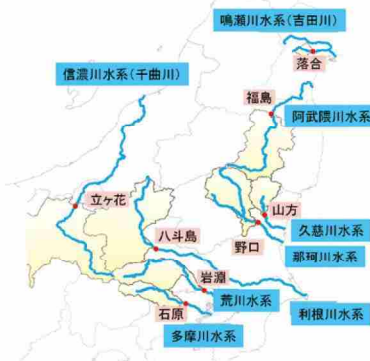 鳴瀬川水系(吉田川)
落合
信濃川水系(千曲川)
福島
阿武隈川水系
立ヶ花
山方
八斗島
野口
久慈川水系
那珂川水系
岩淵
荒川水系
石原
利根川水系
多摩川水系